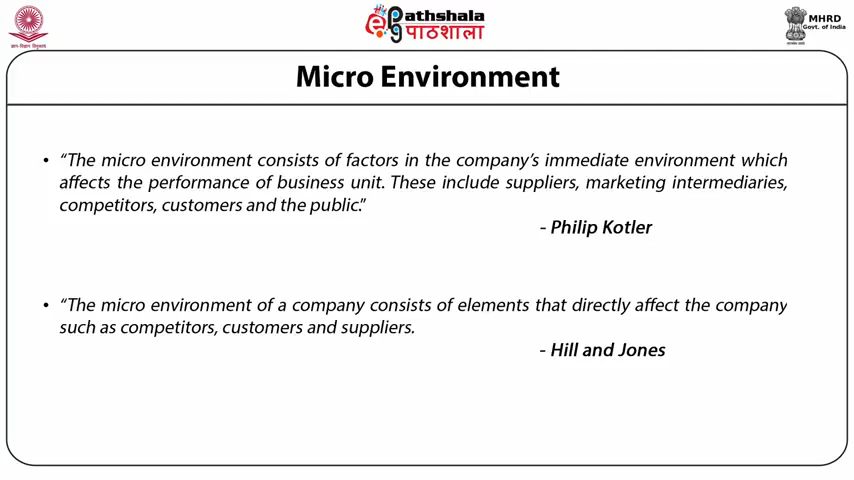 ePG Pathshala
पाठशाला
MHRD
Govt. of India
Micro Environment
• “The micro environment consists of factors in the company’s immediate environment which
affects the performance of business unit. These include suppliers, marketing intermediaries,
competitors, customers and the public.”
- Philip Kotler
• “The micro environment of a company consists of elements that directly affect the company
such as competitors, customers and suppliers.
- Hill and Jones